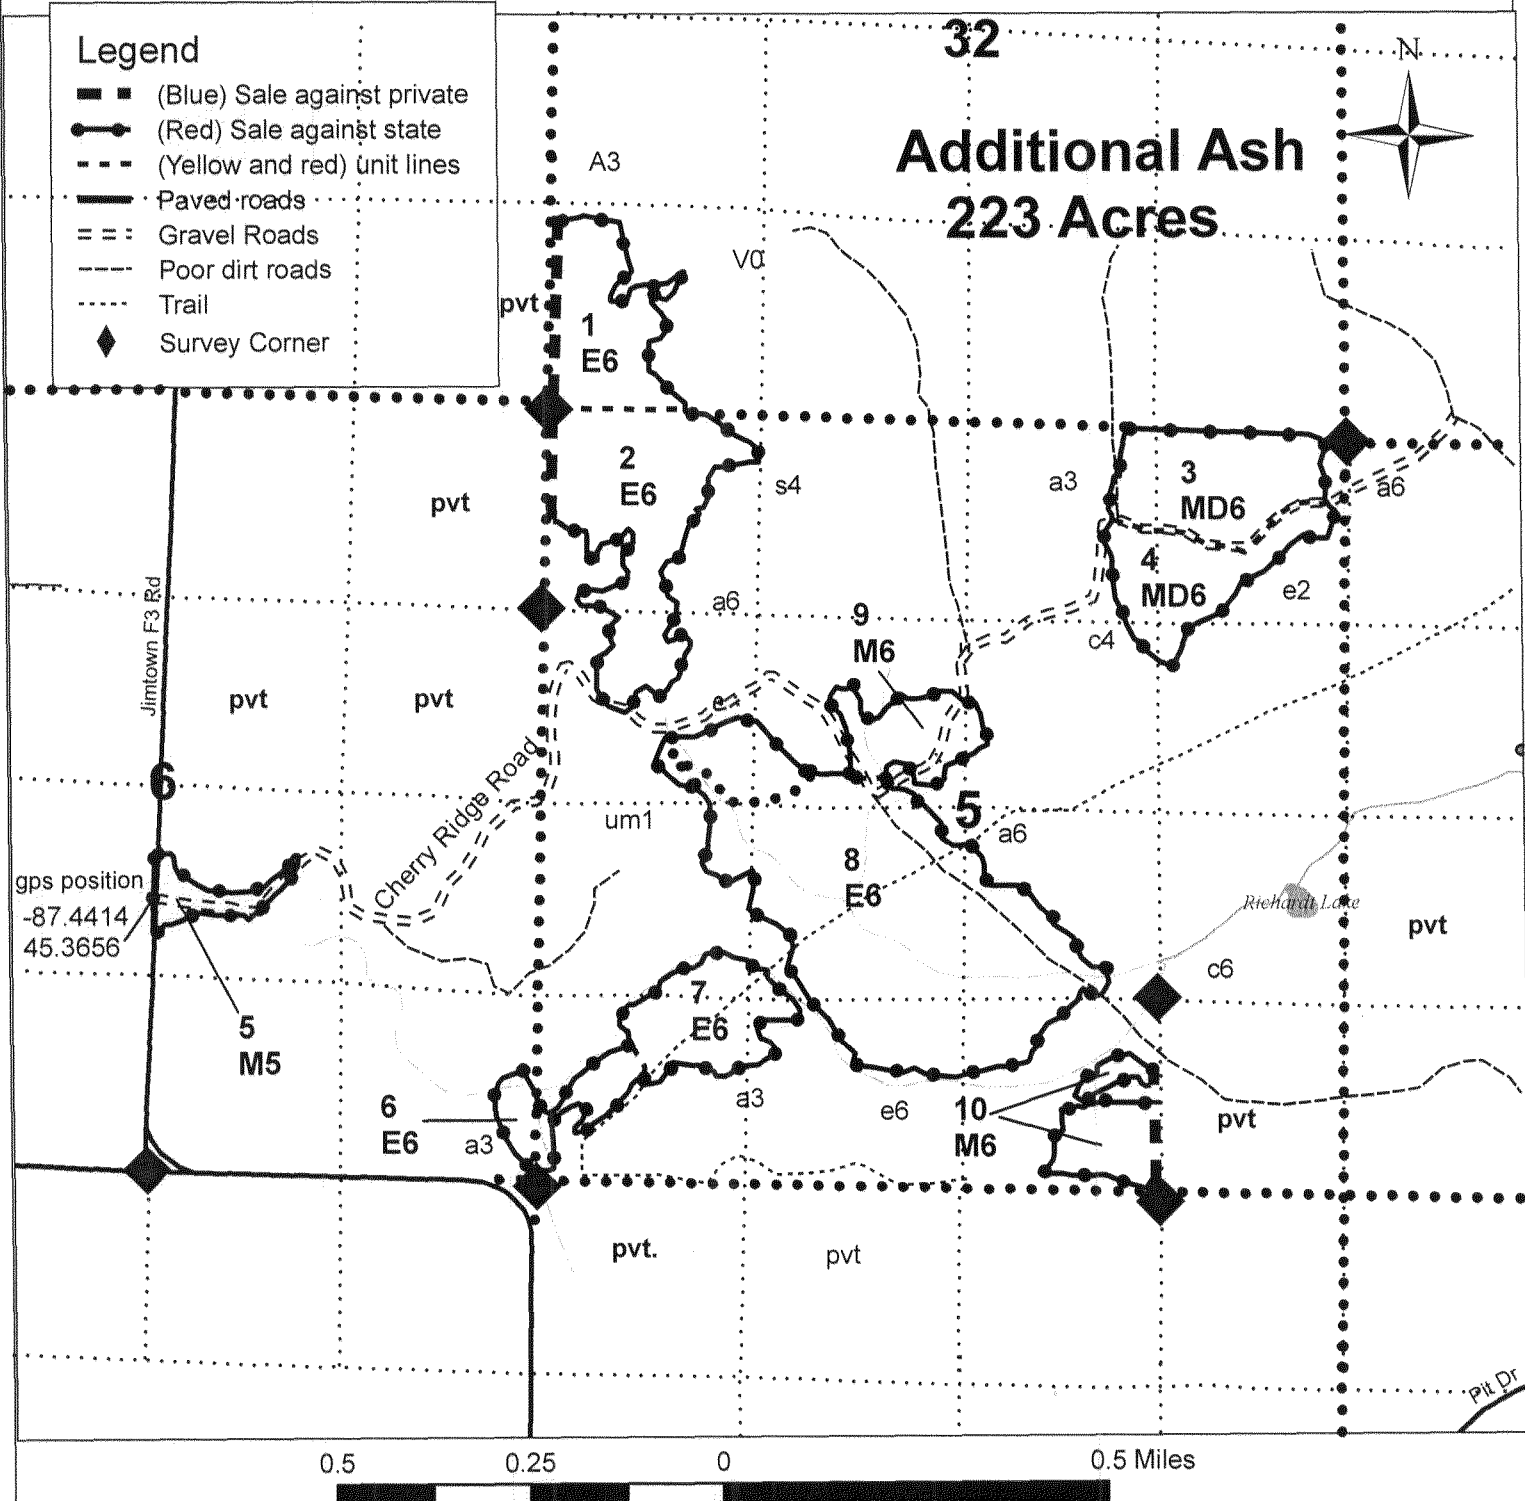 32
N
Legend
(Blue) Sale against private
(Red) Sale against state
(Yellow and red) unit lines
Paved roads
Gravel Roads
Poor dirt roads
Trail
Survey Corner
Additional Ash
223 Acres
A3
V0
pvt
1
E6
2
E6
pvt
s4
a3
3
MD6
a6
4
MD6
e2
c4
a6
9
M6
Jimtown F3 Rd
pvt
pvt
e
6
Cherry Ridge Road
um1
5
a6
8
E6
gps position
-87.4414
45.3656
Richardt Lake
pvt
c6
5
M5
7
E6
6
E6
a3
a3
e6
10
M6
pvt
pvt.
pvt
Pit Dr
0.5 0.25 0 0.5 Miles